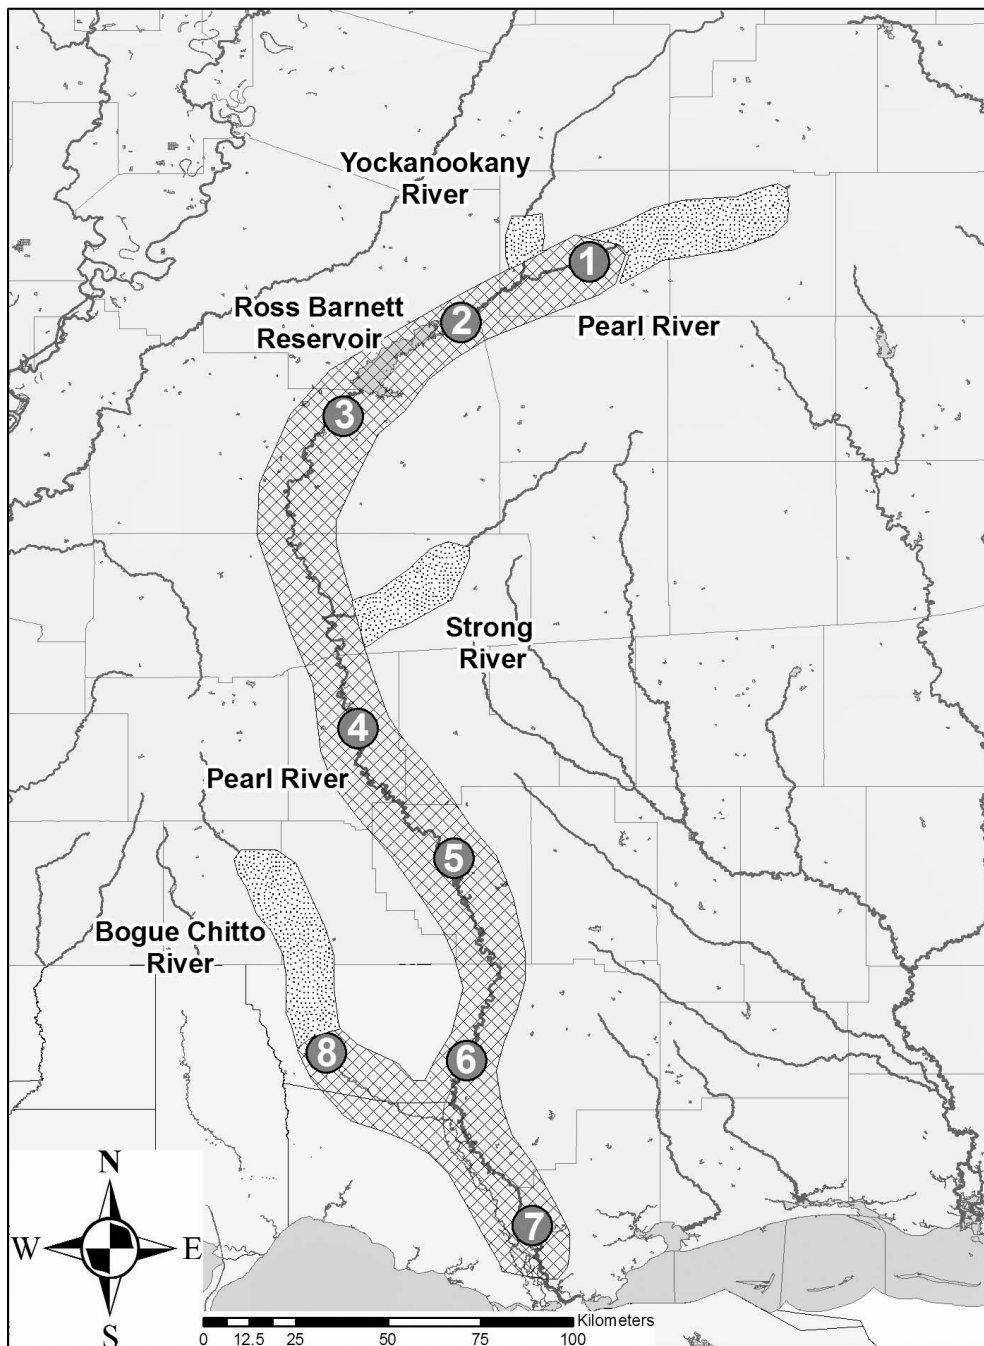 Yockanookany
River
1
Ross Barnett
Reservoir
2
Pearl River
3
Strong
River
4
Pearl River
5
Bogue Chitto
River
8
6
N
W
E
S
7
Kilometers
0 12.5 25 50 75 100